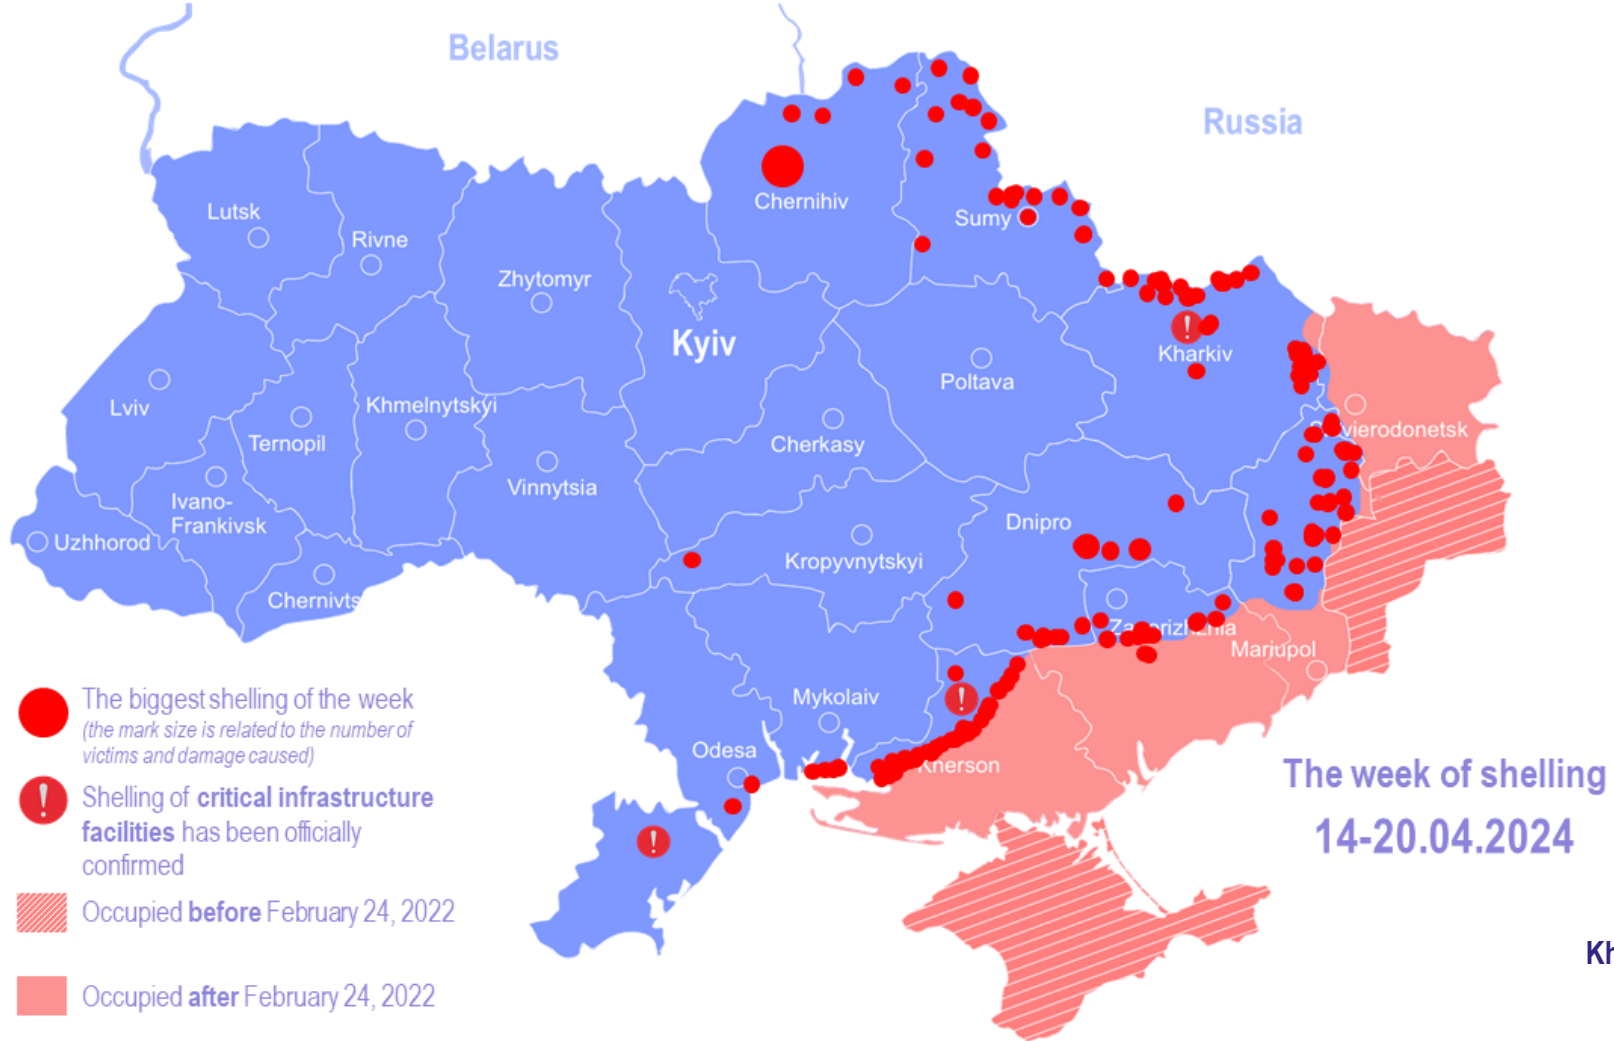 Belarus
Russia
Lutsk
Rivne
Zhytomyr
Kyiv
Chernihiv
Sumy
Kharkiv
Lviv
Ternopil
Khmelnytskyi
Vinnytsia
Cherkasy
Poltava
Ivano-
Frankivsk
Uzhhorod
Chernivts
Kropyvnytskyi
Dnipro
Mariupol
Mykolaiv
Odesa
The biggest shelling of the week
(the mark size is related to the number of
victims and damage caused)
Shelling of critical infrastructure
facilities has been officially
confirmed
Occupied before February 24, 2022
Occupied after February 24, 2022
The week of shelling
14-20.04.2024
Kh